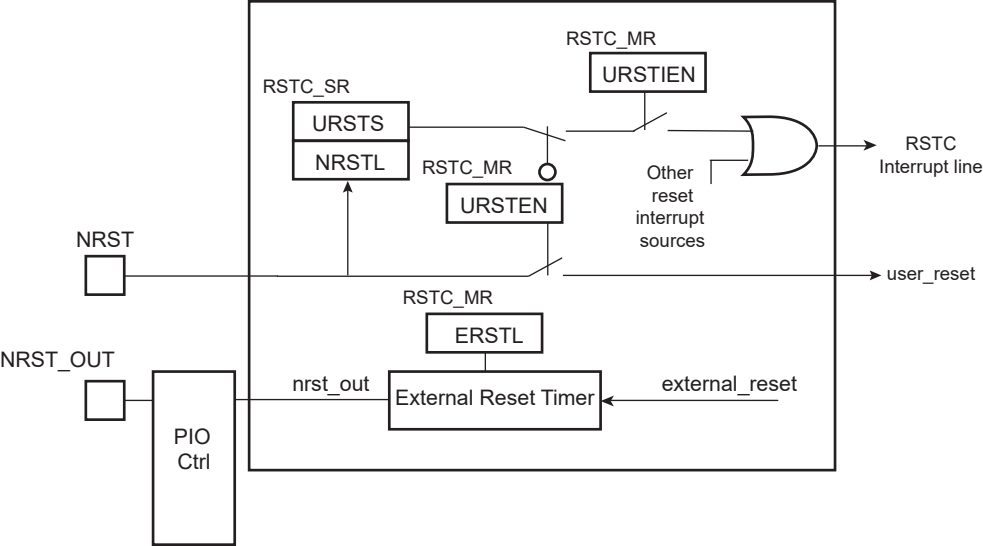 RSTC_MR
URSTIEN
RSTC_SR
URSTS
NRSTL
RSTC_MR
URSTEN
Other
reset
interrupt
sources
RSTC
Interrupt line
NRST
user_reset
RSTC_MR
ERSTL
NRST_OUT
nrst_out
External Reset Timer
external_reset
PIO
Ctrl